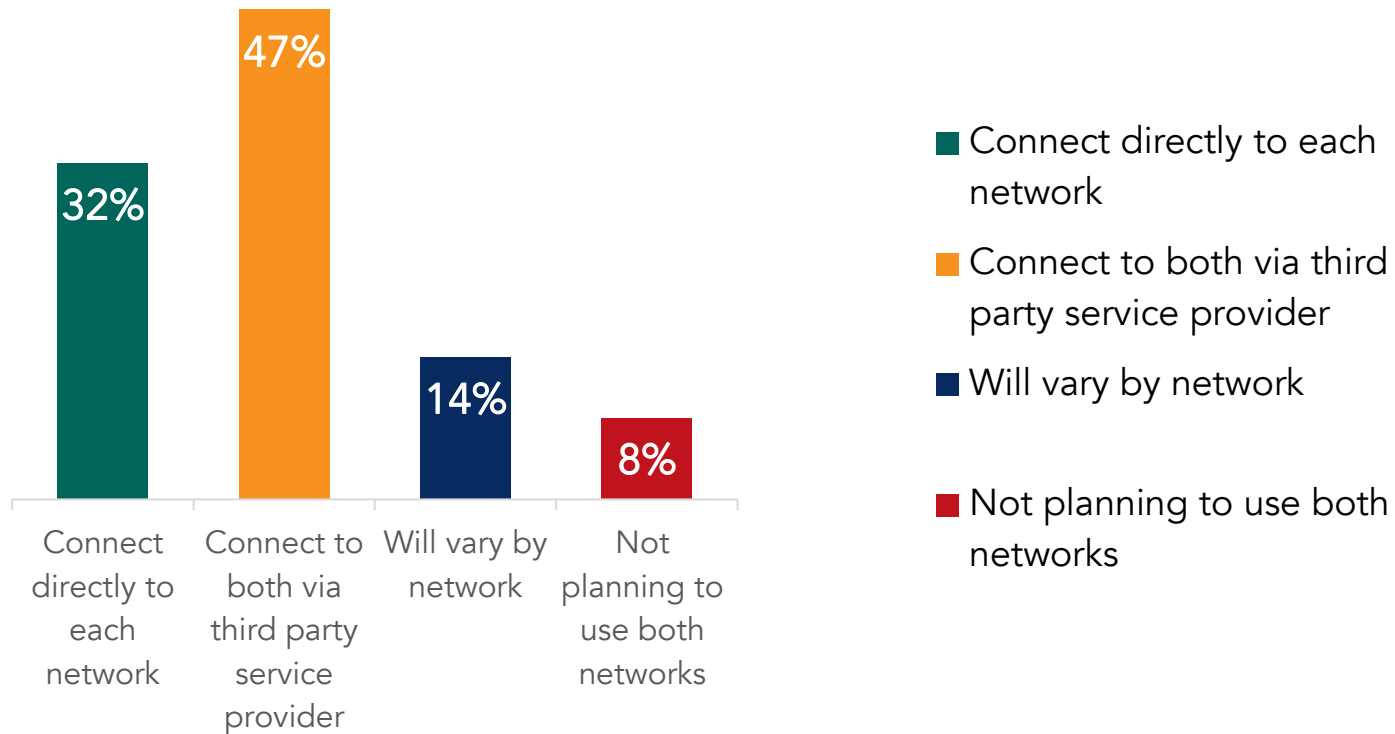 47%
32%
14%
8%
Connect
directly to
each
network
Connect to
both via
third party
service
provider
Will vary by
network
Not
planning to
use both
networks
Connect directly to each
network
Connect to both via third
party service provider
Will vary by network
Not planning to use both
networks